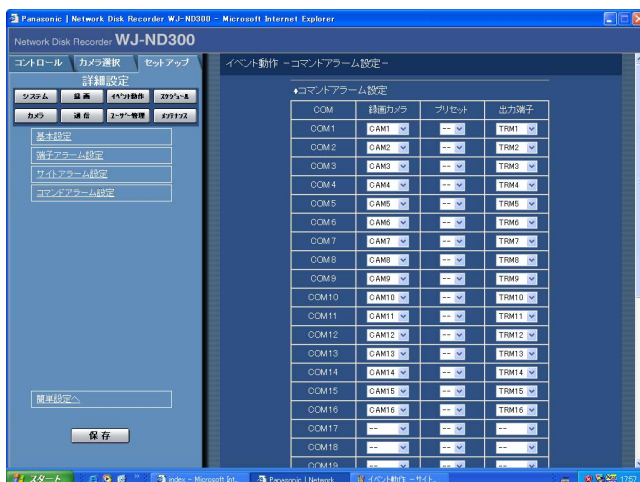 Panasonic | Network Disk Recorder WJ-ND300 - Microsoft Internet Explorer
Network Disk Recorder WJ-ND300
コントロール カメラ選択 セットアップ
詳細設定
システム 録画 イベント動作 スケジュール
カメラ 通信 ユーザー管理 メンテナンス
基本設定
端子アラーム設定
サイトアラーム設定
コマンドアラーム設定
簡単設定へ
保存
イベント動作 －コマンドアラーム設定－
♦コマンドアラーム設定
COM 録画カメラ プリセット 出力端子
COM1 CAM1 -- TRM1
COM2 CAM2 -- TRM2
COM3 CAM3 -- TRM3
COM4 CAM4 -- TRM4
COM5 CAM5 -- TRM5
COM6 CAM6 -- TRM6
COM7 CAM7 -- TRM7
COM8 CAM8 -- TRM8
COM9 CAM9 -- TRM9
COM10 CAM10 -- TRM10
COM11 CAM11 -- TRM11
COM12 CAM12 -- TRM12
COM13 CAM13 -- TRM13
COM14 CAM14 -- TRM14
COM15 CAM15 -- TRM15
COM16 CAM16 -- TRM16
COM17 -- -- --
COM18 -- -- --
COM19
スタート index - Microsoft Int... Panasonic | Network... イベント動作 －サイト... 17:57